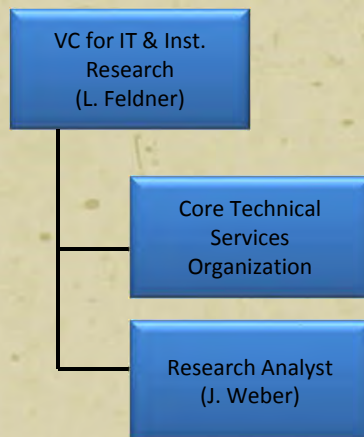 VC for IT & Inst.
Research
(L. Feldner)
Core Technical
Services
Organization
Research Analyst
(J. Weber)